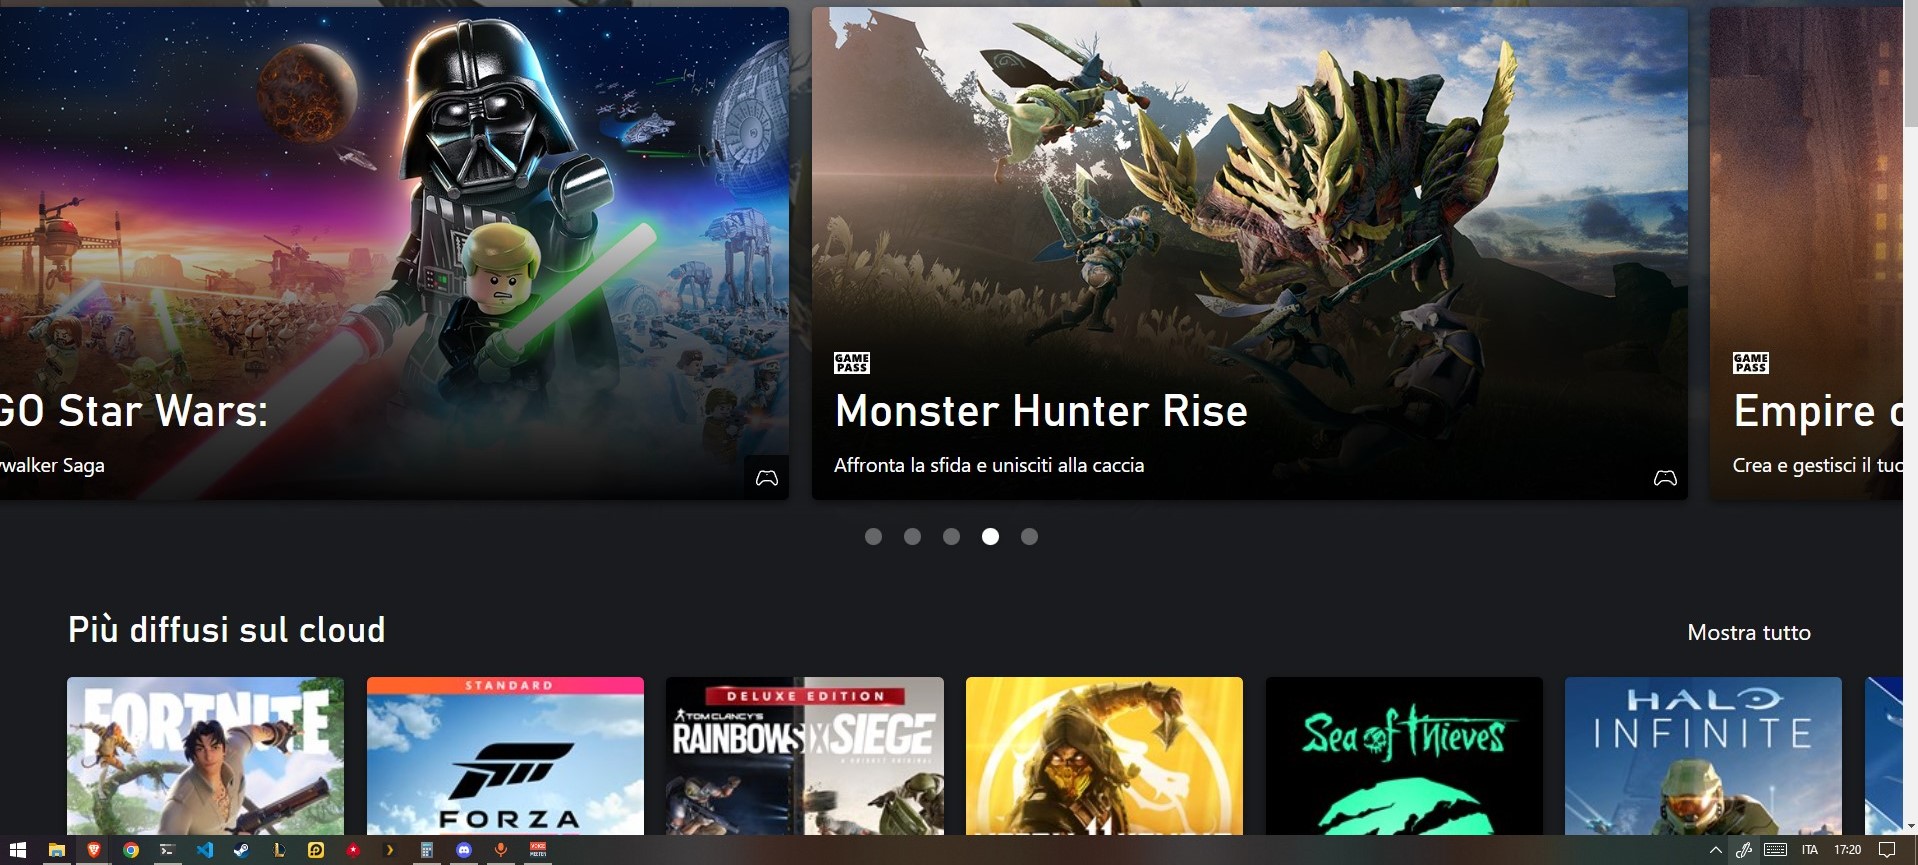 GO Star Wars:
walker Saga
GAME
PASS
Monster Hunter Rise
Affronta la sfida e unisciti alla caccia
GAME
PASS
Empire
Crea e gestisci il tuo
Più diffusi sul cloud
Mostra tutto
FORTNITE
STANDARD
FORZA
DELUXE EDITION
TOM CLANCY'S
RAINBOW SIX SIEGE
A UBISOFT ORIGINAL
Sea of Thieves
HALO
INFINITE
ITA
17:20